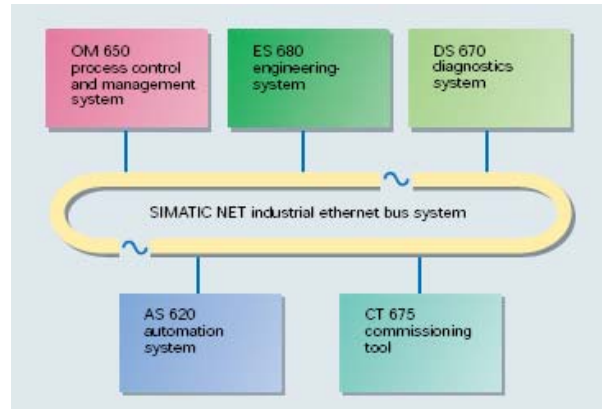 OM 650
process control
and management
system
ES 680
engineering-
system
DS 670
diagnostics
system
SIMATIC NET industrial ethernet bus system
AS 620
automation
system
CT 675
commissioning
tool